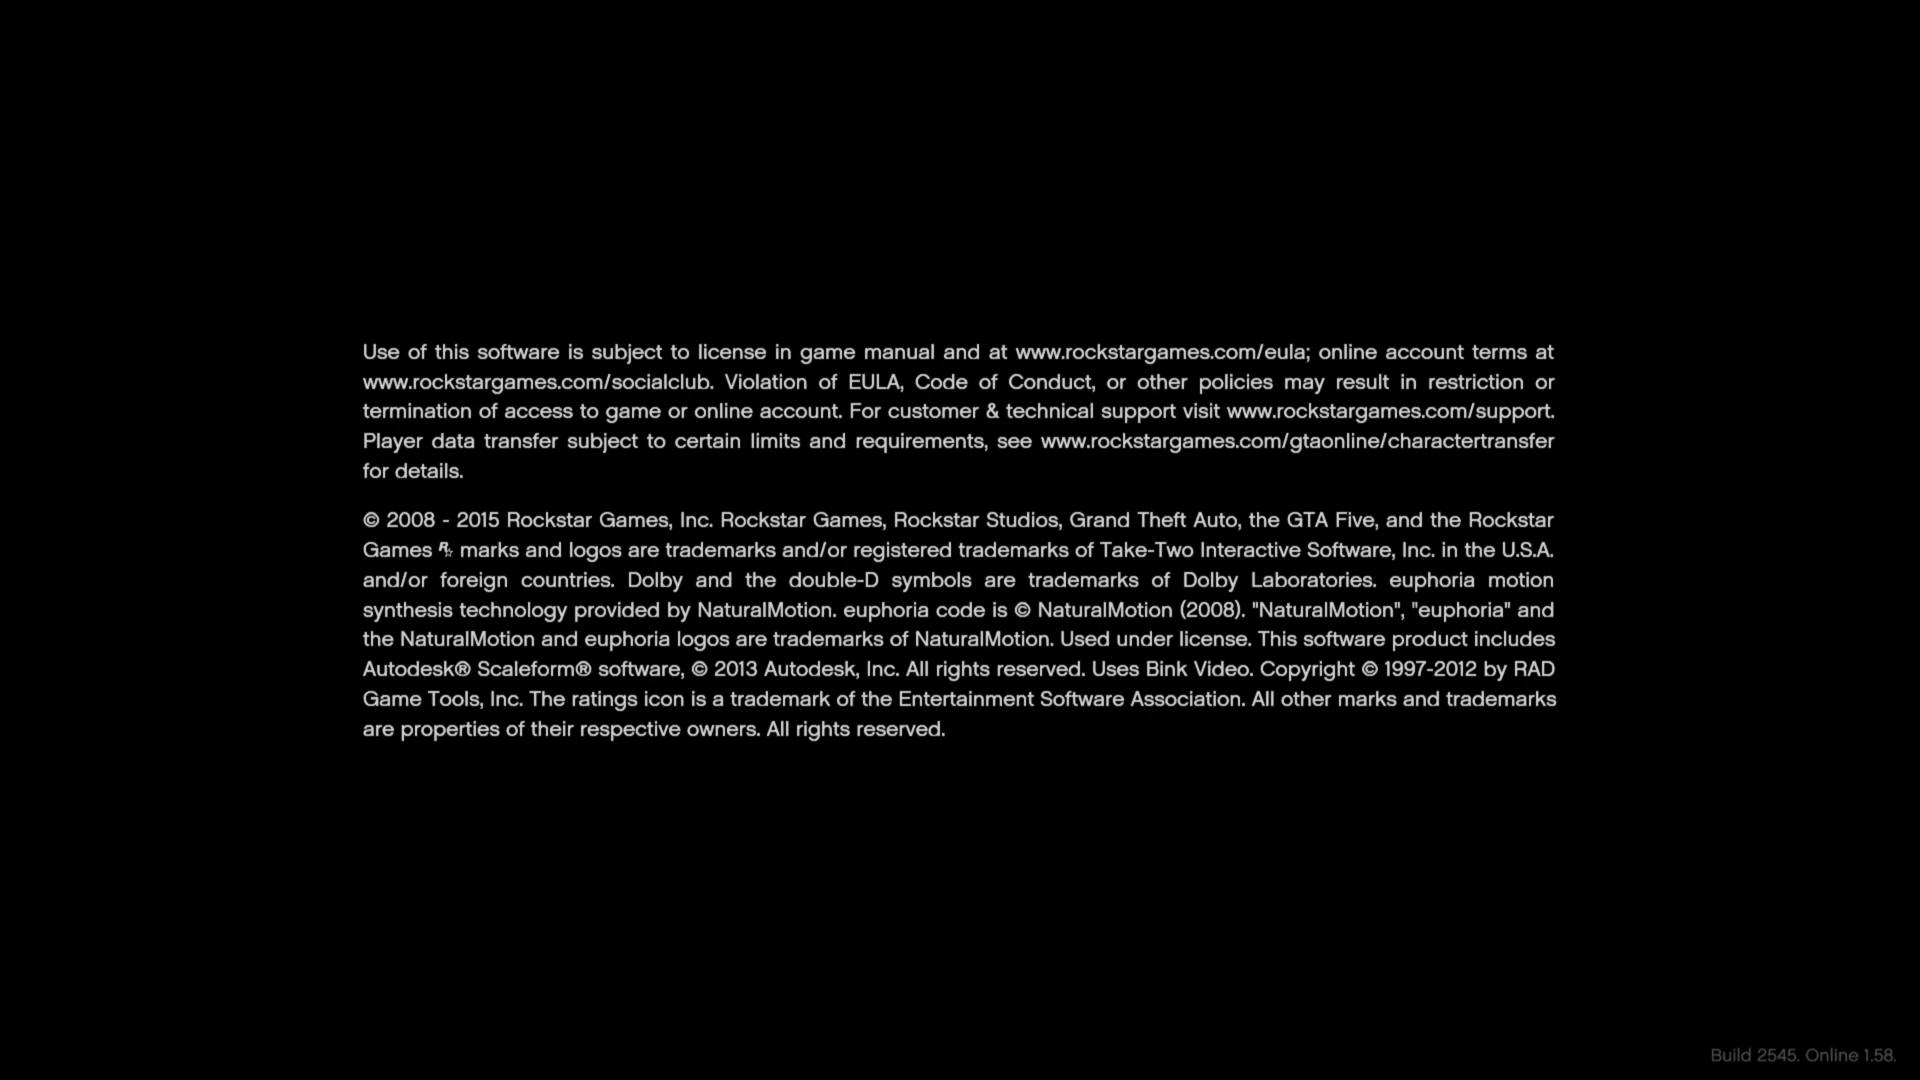 Use of this software is subject to license in game manual and at www.rockstargames.com/eula; online account terms at
www.rockstargames.com/socialclub. Violation of EULA, Code of Conduct, or other policies may result in restriction or
termination of access to game or online account. For customer & technical support visit www.rockstargames.com/support.
Player data transfer subject to certain limits and requirements, see www.rockstargames.com/gtaonline/charactertransfer
for details.
© 2008 - 2015 Rockstar Games, Inc. Rockstar Games, Rockstar Studios, Grand Theft Auto, the GTA Five, and the Rockstar
Games R* marks and logos are trademarks and/or registered trademarks of Take-Two Interactive Software, Inc. in the U.S.A.
and/or foreign countries. Dolby and the double-D symbols are trademarks of Dolby Laboratories. euphoria motion
synthesis technology provided by NaturalMotion. euphoria code is © NaturalMotion (2008). "NaturalMotion", "euphoria" and
the NaturalMotion and euphoria logos are trademarks of NaturalMotion. Used under license. This software product includes
Autodesk® Scaleform® software, © 2013 Autodesk, Inc. All rights reserved. Uses Bink Video. Copyright © 1997-2012 by RAD
Game Tools, Inc. The ratings icon is a trademark of the Entertainment Software Association. All other marks and trademarks
are properties of their respective owners. All rights reserved.
Build 2545. Online 1.58.